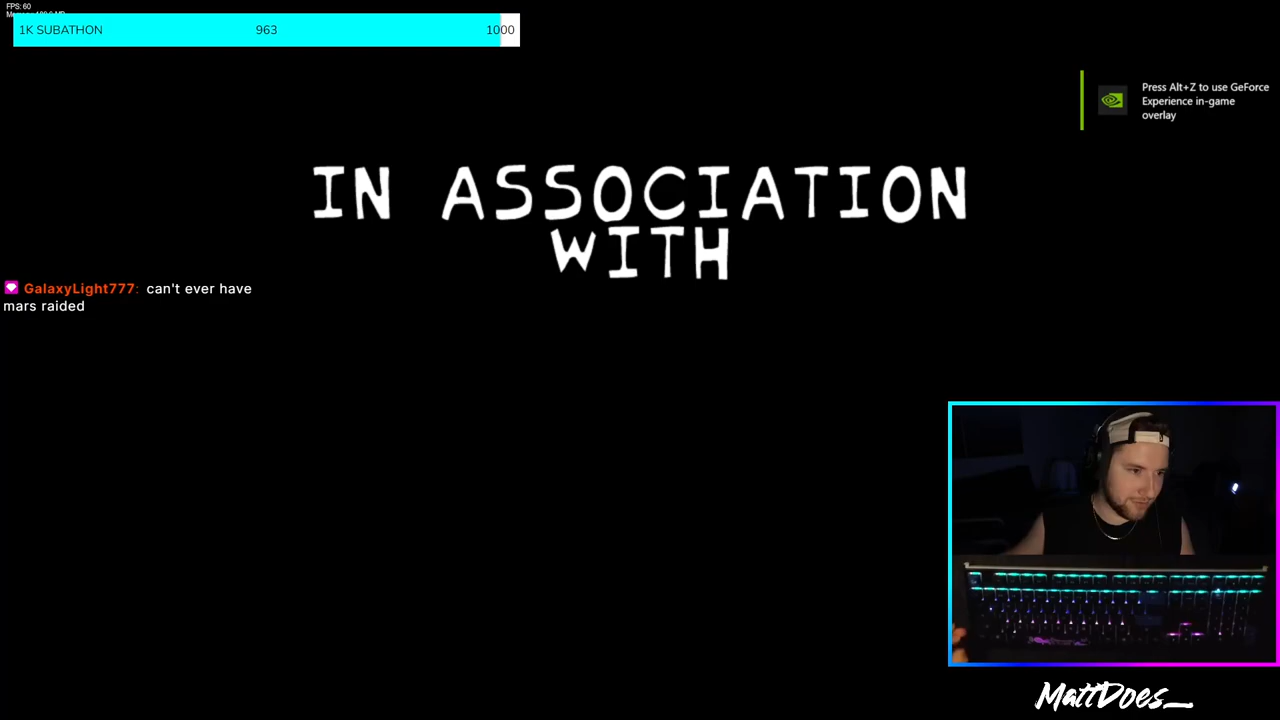 FPS: 60
1K SUBATHON 963 1000
Press Alt+Z to use GeForce
Experience in-game
overlay
IN ASSOCIATION
WITH
GalaxyLight777: can't ever have
mars raided
MattDoes_